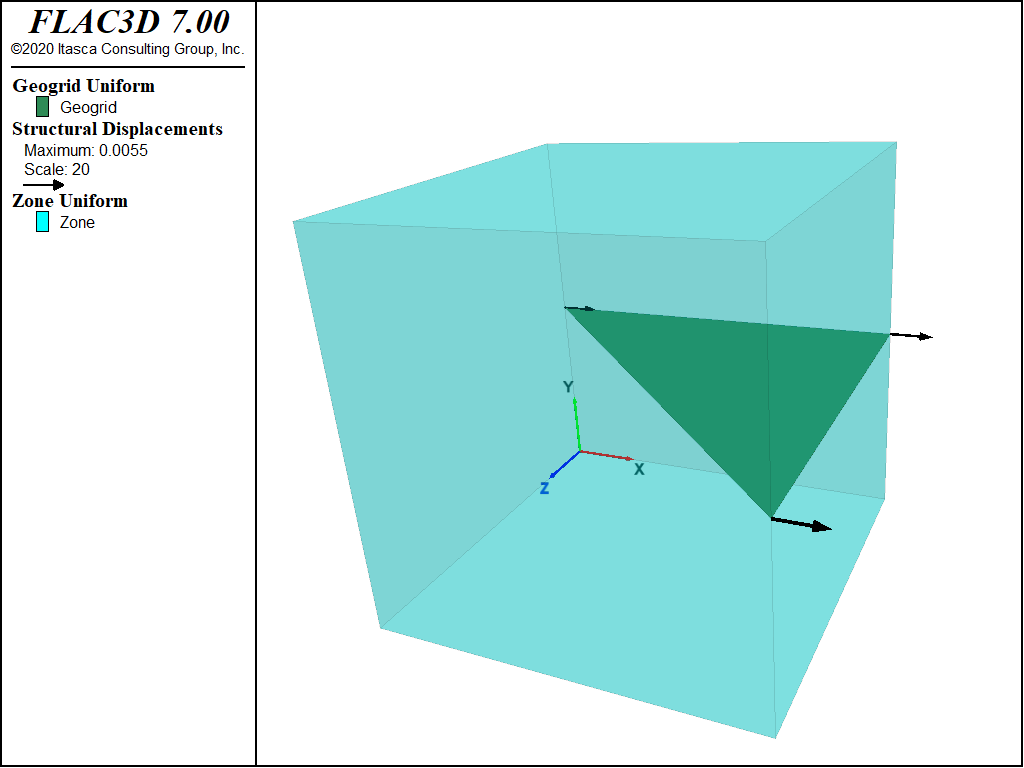 FLAC3D 7.00
©2020 Itasca Consulting Group, Inc.
Geogrid Uniform
Geogrid
Structural Displacements
Maximum: 0.0055
Scale: 20
Zone Uniform
Zone
Y
X
Z